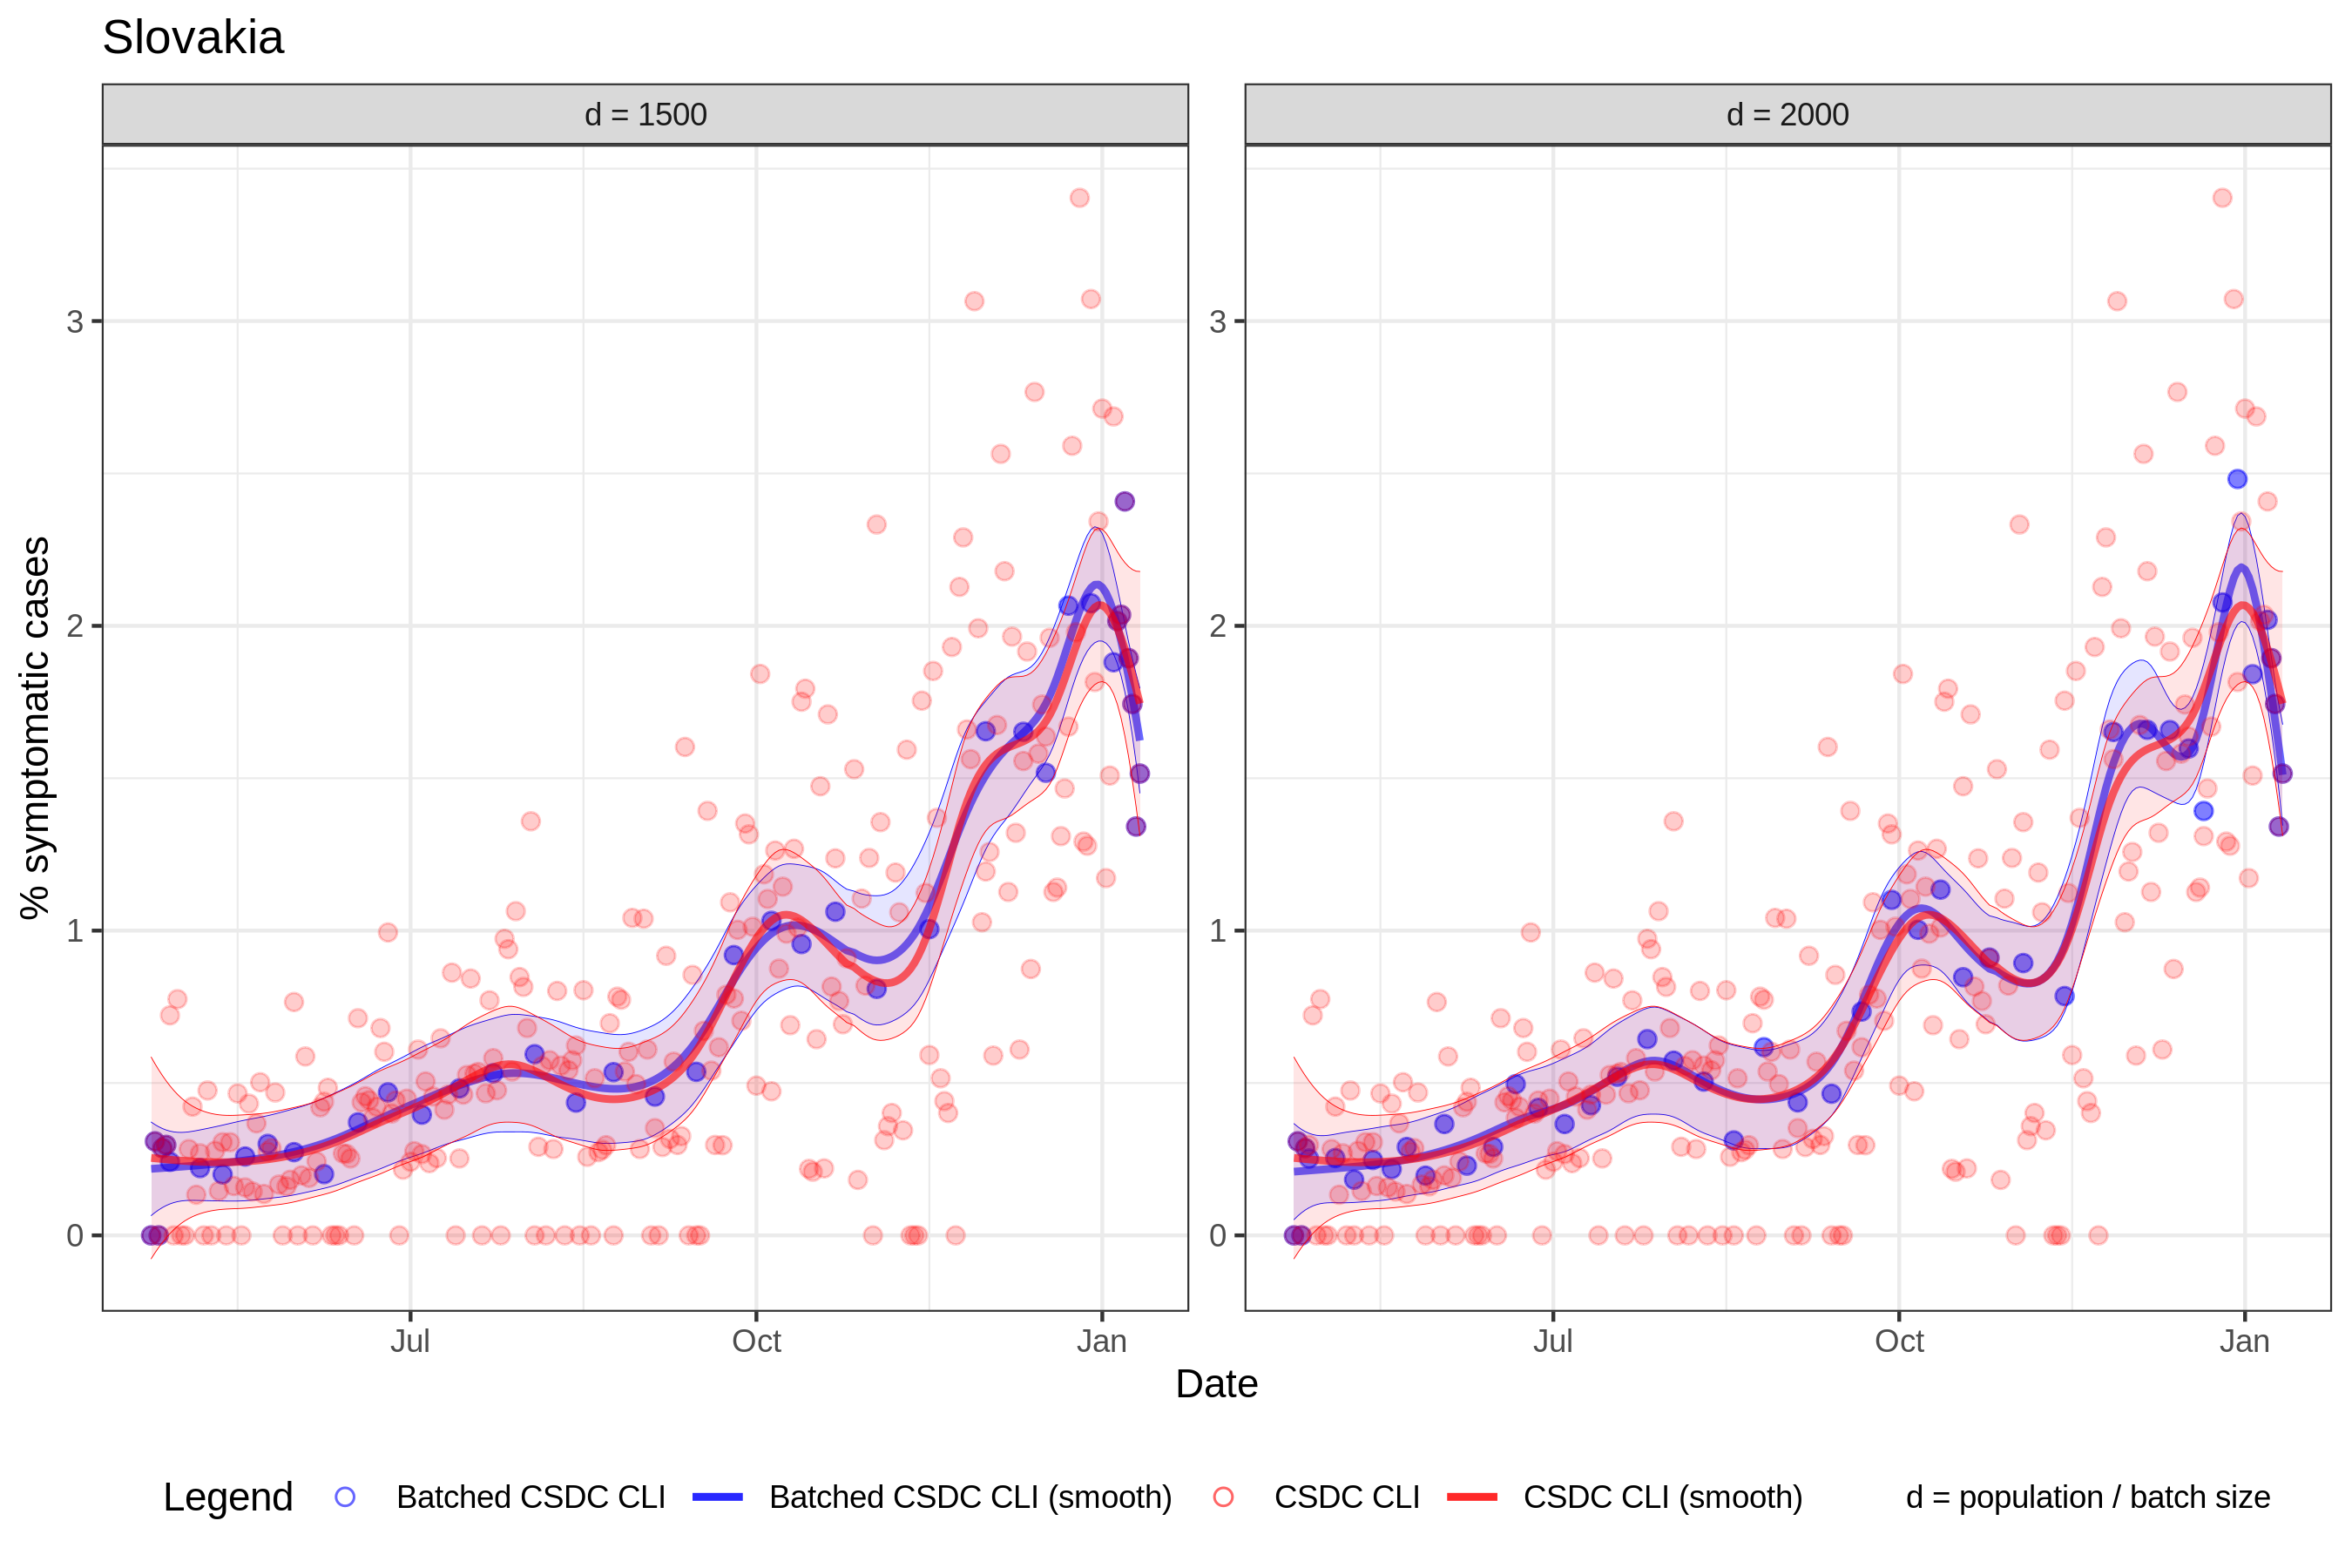 Slovakia
d = 1500
d = 2000
% symptomatic cases
3
2
1
0
3
2
1
0
Jul
Oct
Jan
Jul
Oct
Jan
Date
Legend
Batched CSDC CLI
Batched CSDC CLI (smooth)
CSDC CLI
CSDC CLI (smooth)
d = population / batch size